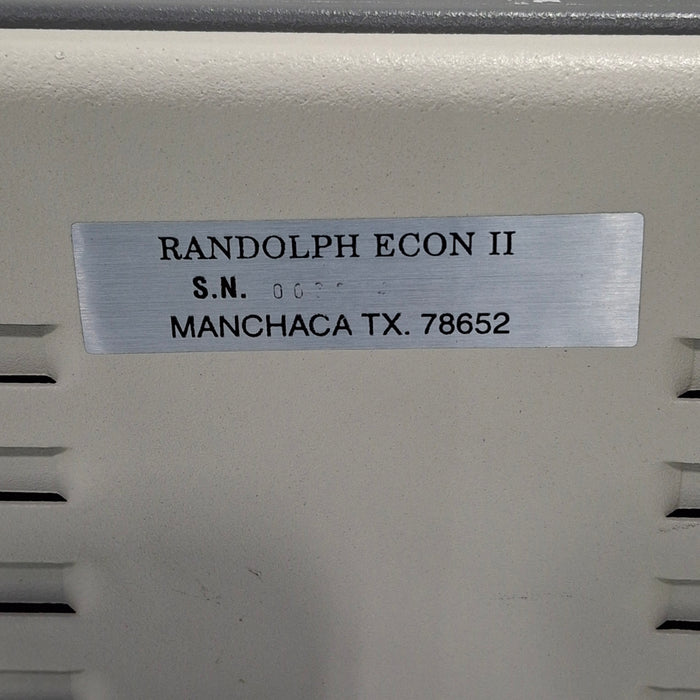 RANDOLPH ECON II
S.N.
MANCHACA TX. 78652